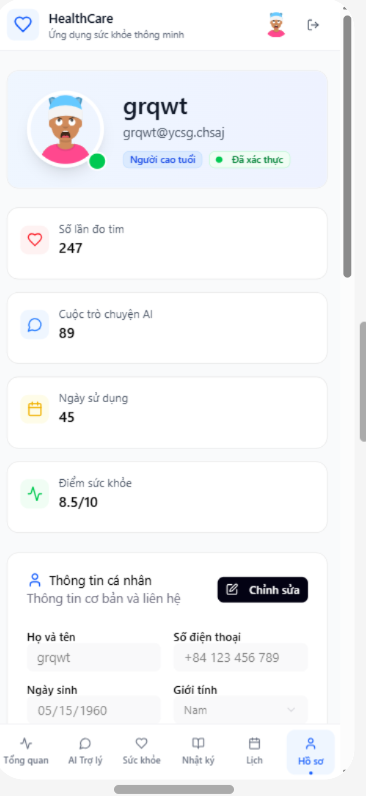 HealthCare
Ứng dụng sức khỏe thông minh
grqwt
grqwt@ycsg.chsaj
Người cao tuổi
Đã xác thực
Số lần đo tim
247
Cuộc trò chuyện AI
89
Ngày sử dụng
45
Điểm sức khỏe
8.5/10
Thông tin cá nhân
Thông tin cơ bản và liên hệ
Chỉnh sửa
Họ và tên
Số điện thoại
grqwt
+84 123 456 789
Ngày sinh
Giới tính
05/15/1960
Nam
Tổng quan
AI Trợ lý
Sức khỏe
Nhật ký
Lịch
Hồ sơ